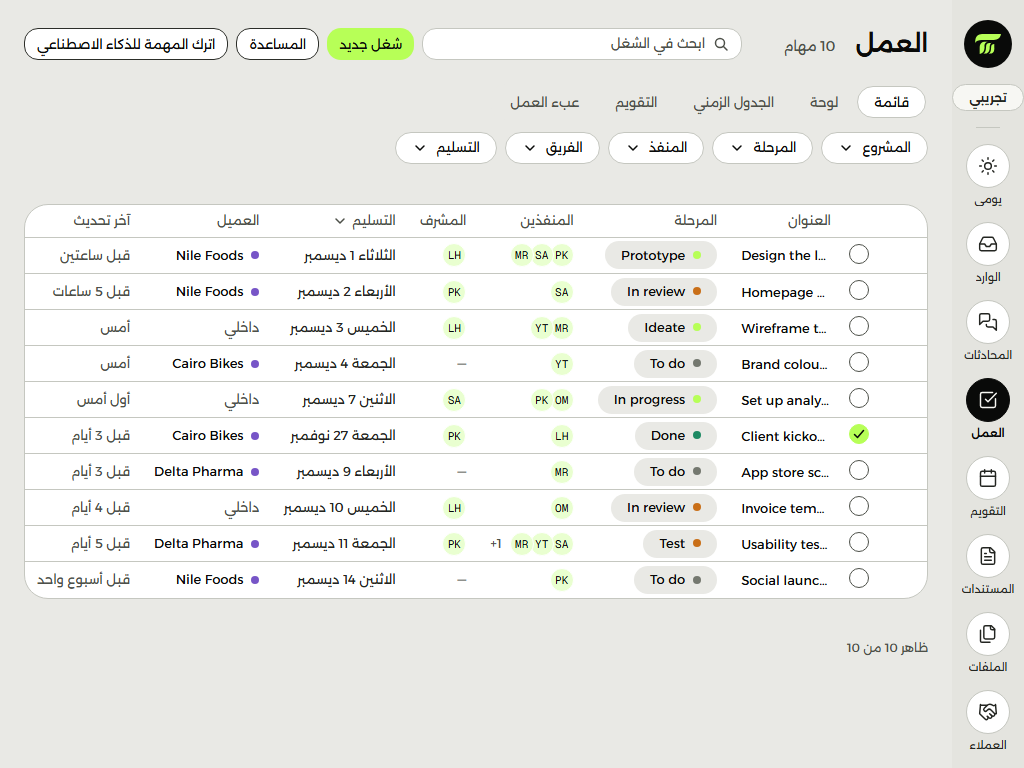 العمل
10 مهام
ابحث في الشغل
شغل جديد
المساعدة
اترك المهمة للذكاء الاصطناعي
قائمة
لوحة
الجدول الزمني
التقويم
عبء العمل
المشروع
المرحلة
المنفذ
الفريق
التسليم
العنوان المرحلة المنفذين المشرف التسليم العميل آخر تحديث
Design the l... Prototype PK SA MR LH الثلاثاء 1 ديسمبر Nile Foods قبل ساعتين
Homepage ... In review SA PK الأربعاء 2 ديسمبر Nile Foods قبل 5 ساعات
Wireframe t... Ideate MR YT LH الخميس 3 ديسمبر داخلي أمس
Brand colou... To do YT — الجمعة 4 ديسمبر Cairo Bikes أمس
Set up analy... In progress OM PK SA الاثنين 7 ديسمبر داخلي أول أمس
Client kicko... Done LH PK الجمعة 27 نوفمبر Cairo Bikes قبل 3 أيام
App store sc... To do MR — الأربعاء 9 ديسمبر Delta Pharma قبل 3 أيام
Invoice tem... In review OM LH الخميس 10 ديسمبر داخلي قبل 4 أيام
Usability tes... Test SA YT MR +1 PK الجمعة 11 ديسمبر Delta Pharma قبل 5 أيام
Social launc... To do PK — الاثنين 14 ديسمبر Nile Foods قبل أسبوع واحد
ظاهر 10 من 10
تجريبي
يومى
الوارد
المحادثات
العمل
التقويم
المستندات
الملفات
العملاء